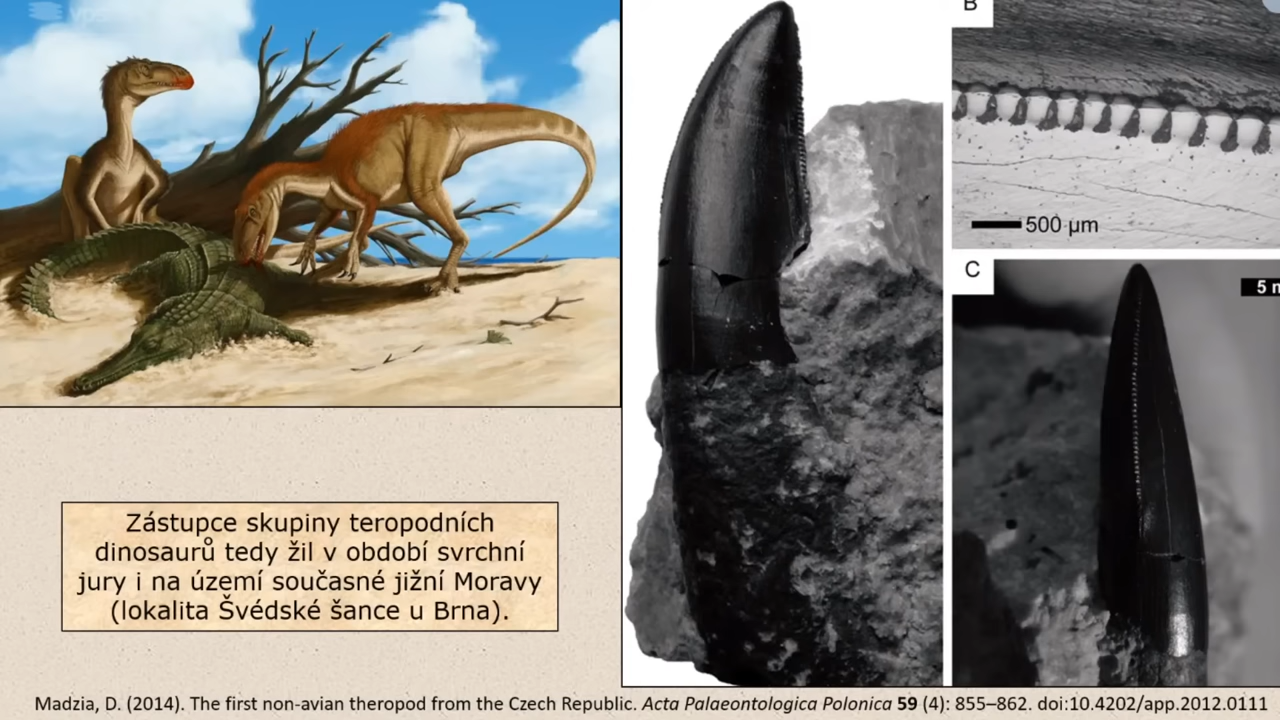 B
500 µm
C
5
Zástupce skupiny teropodních
dinosaurů tedy žil v období svrchní
jury i na území současné jižní Moravy
(lokalita Švédské šance u Brna).
Madzia, D. (2014). The first non-avian theropod from the Czech Republic. Acta Palaeontologica Polonica 59 (4): 855–862. doi:10.4202/app.2012.0111